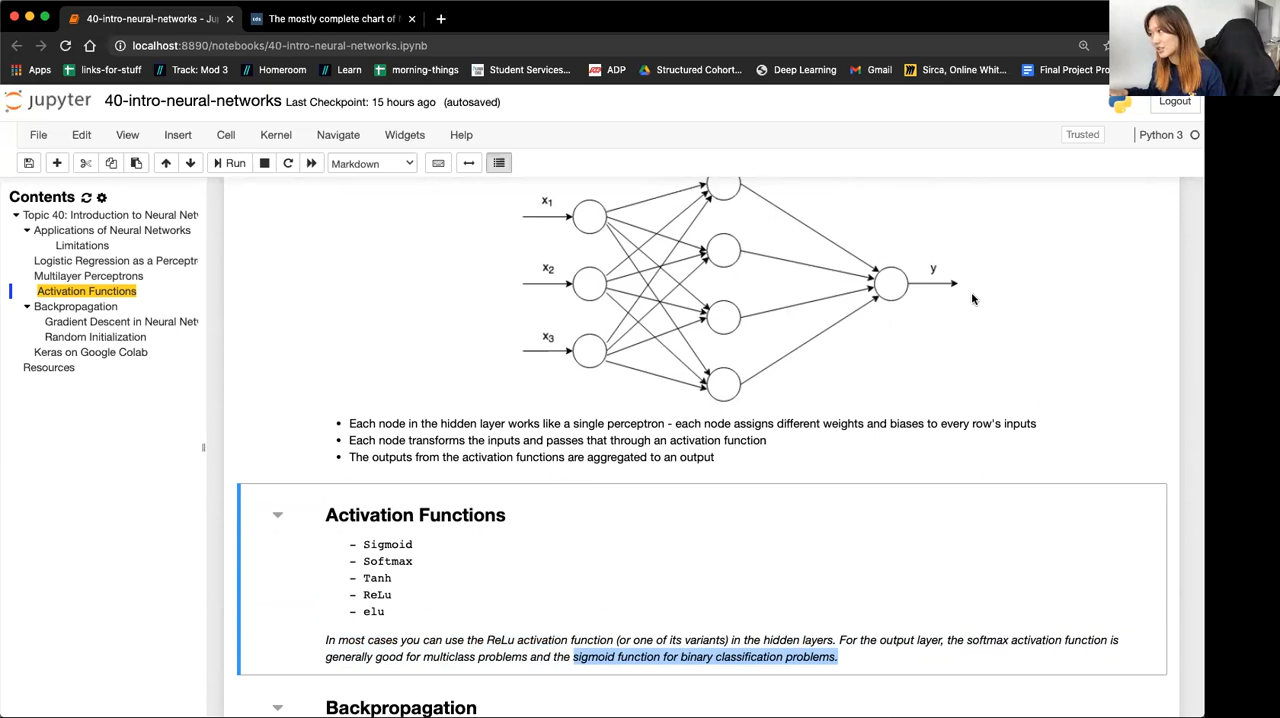 40-intro-neural-networks - Ju
The mostly complete chart of
localhost:8890/notebooks/40-intro-neural-networks.ipynb
Apps links-for-stuff Track: Mod 3 Homeroom Learn morning-things Student Services... ADP Structured Cohort... Deep Learning Gmail Sirca, Online Whit... Final Project Pro
jupyter 40-intro-neural-networks Last Checkpoint: 15 hours ago (autosaved)
Logout
File Edit View Insert Cell Kernel Navigate Widgets Help
Trusted Python 3
Run Markdown
Contents
Topic 40: Introduction to Neural Net
Applications of Neural Networks
Limitations
Logistic Regression as a Perceptr
Multilayer Perceptrons
Activation Functions
Backpropagation
Gradient Descent in Neural Net
Random Initialization
Keras on Google Colab
Resources
x1
x2
x3
y
• Each node in the hidden layer works like a single perceptron - each node assigns different weights and biases to every row's inputs
• Each node transforms the inputs and passes that through an activation function
• The outputs from the activation functions are aggregated to an output
Activation Functions
- Sigmoid
- Softmax
- Tanh
- ReLu
- elu
In most cases you can use the ReLu activation function (or one of its variants) in the hidden layers. For the output layer, the softmax activation function is
generally good for multiclass problems and the sigmoid function for binary classification problems.
Backpropagation